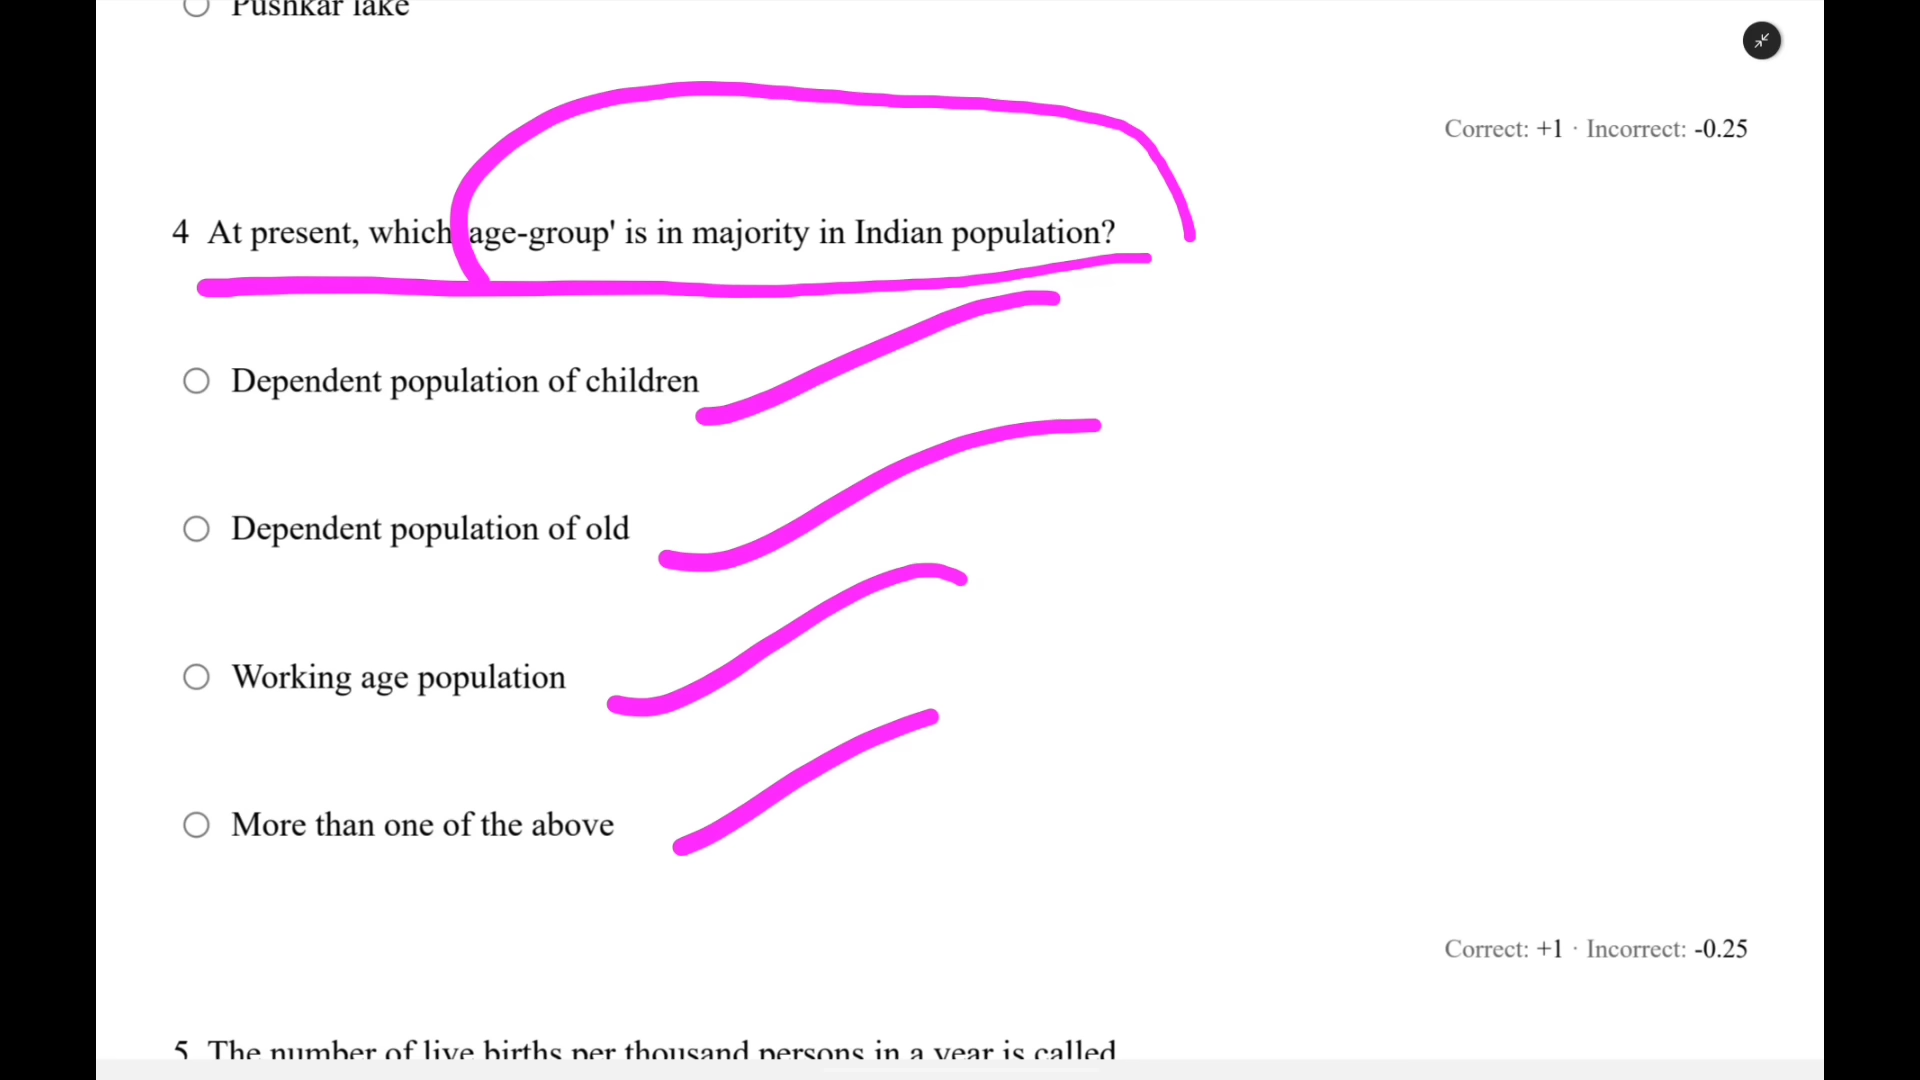 Pushkar lake
Correct: +1 · Incorrect: -0.25
4 At present, which age-group' is in majority in Indian population?
Dependent population of children
Dependent population of old
Working age population
More than one of the above
Correct: +1 · Incorrect: -0.25
5 The number of live births per thousand persons in a year is called